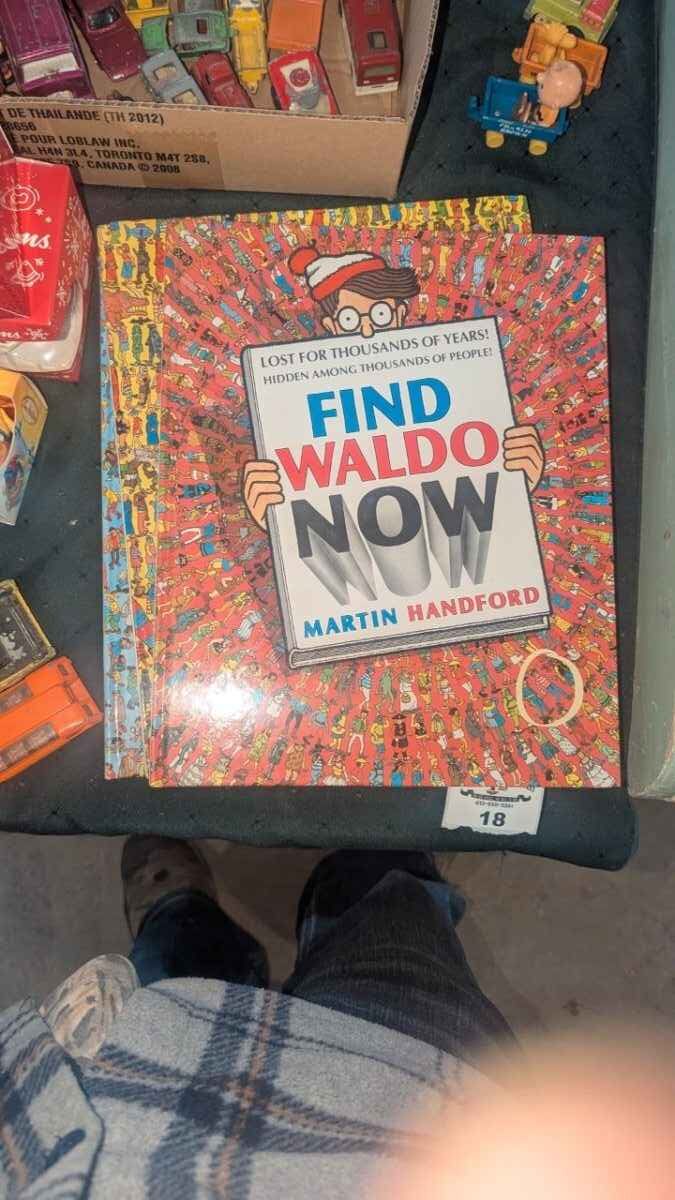 DE THAILANDE (TH 2012)
POUR LOBLAW INC.
H4N 3L4, TORONTO M4T 2S8,
CANADA © 2008
LOST FOR THOUSANDS OF YEARS!
HIDDEN AMONG THOUSANDS OF PEOPLE!
FIND
WALDO
NOW
MARTIN HANDFORD
18